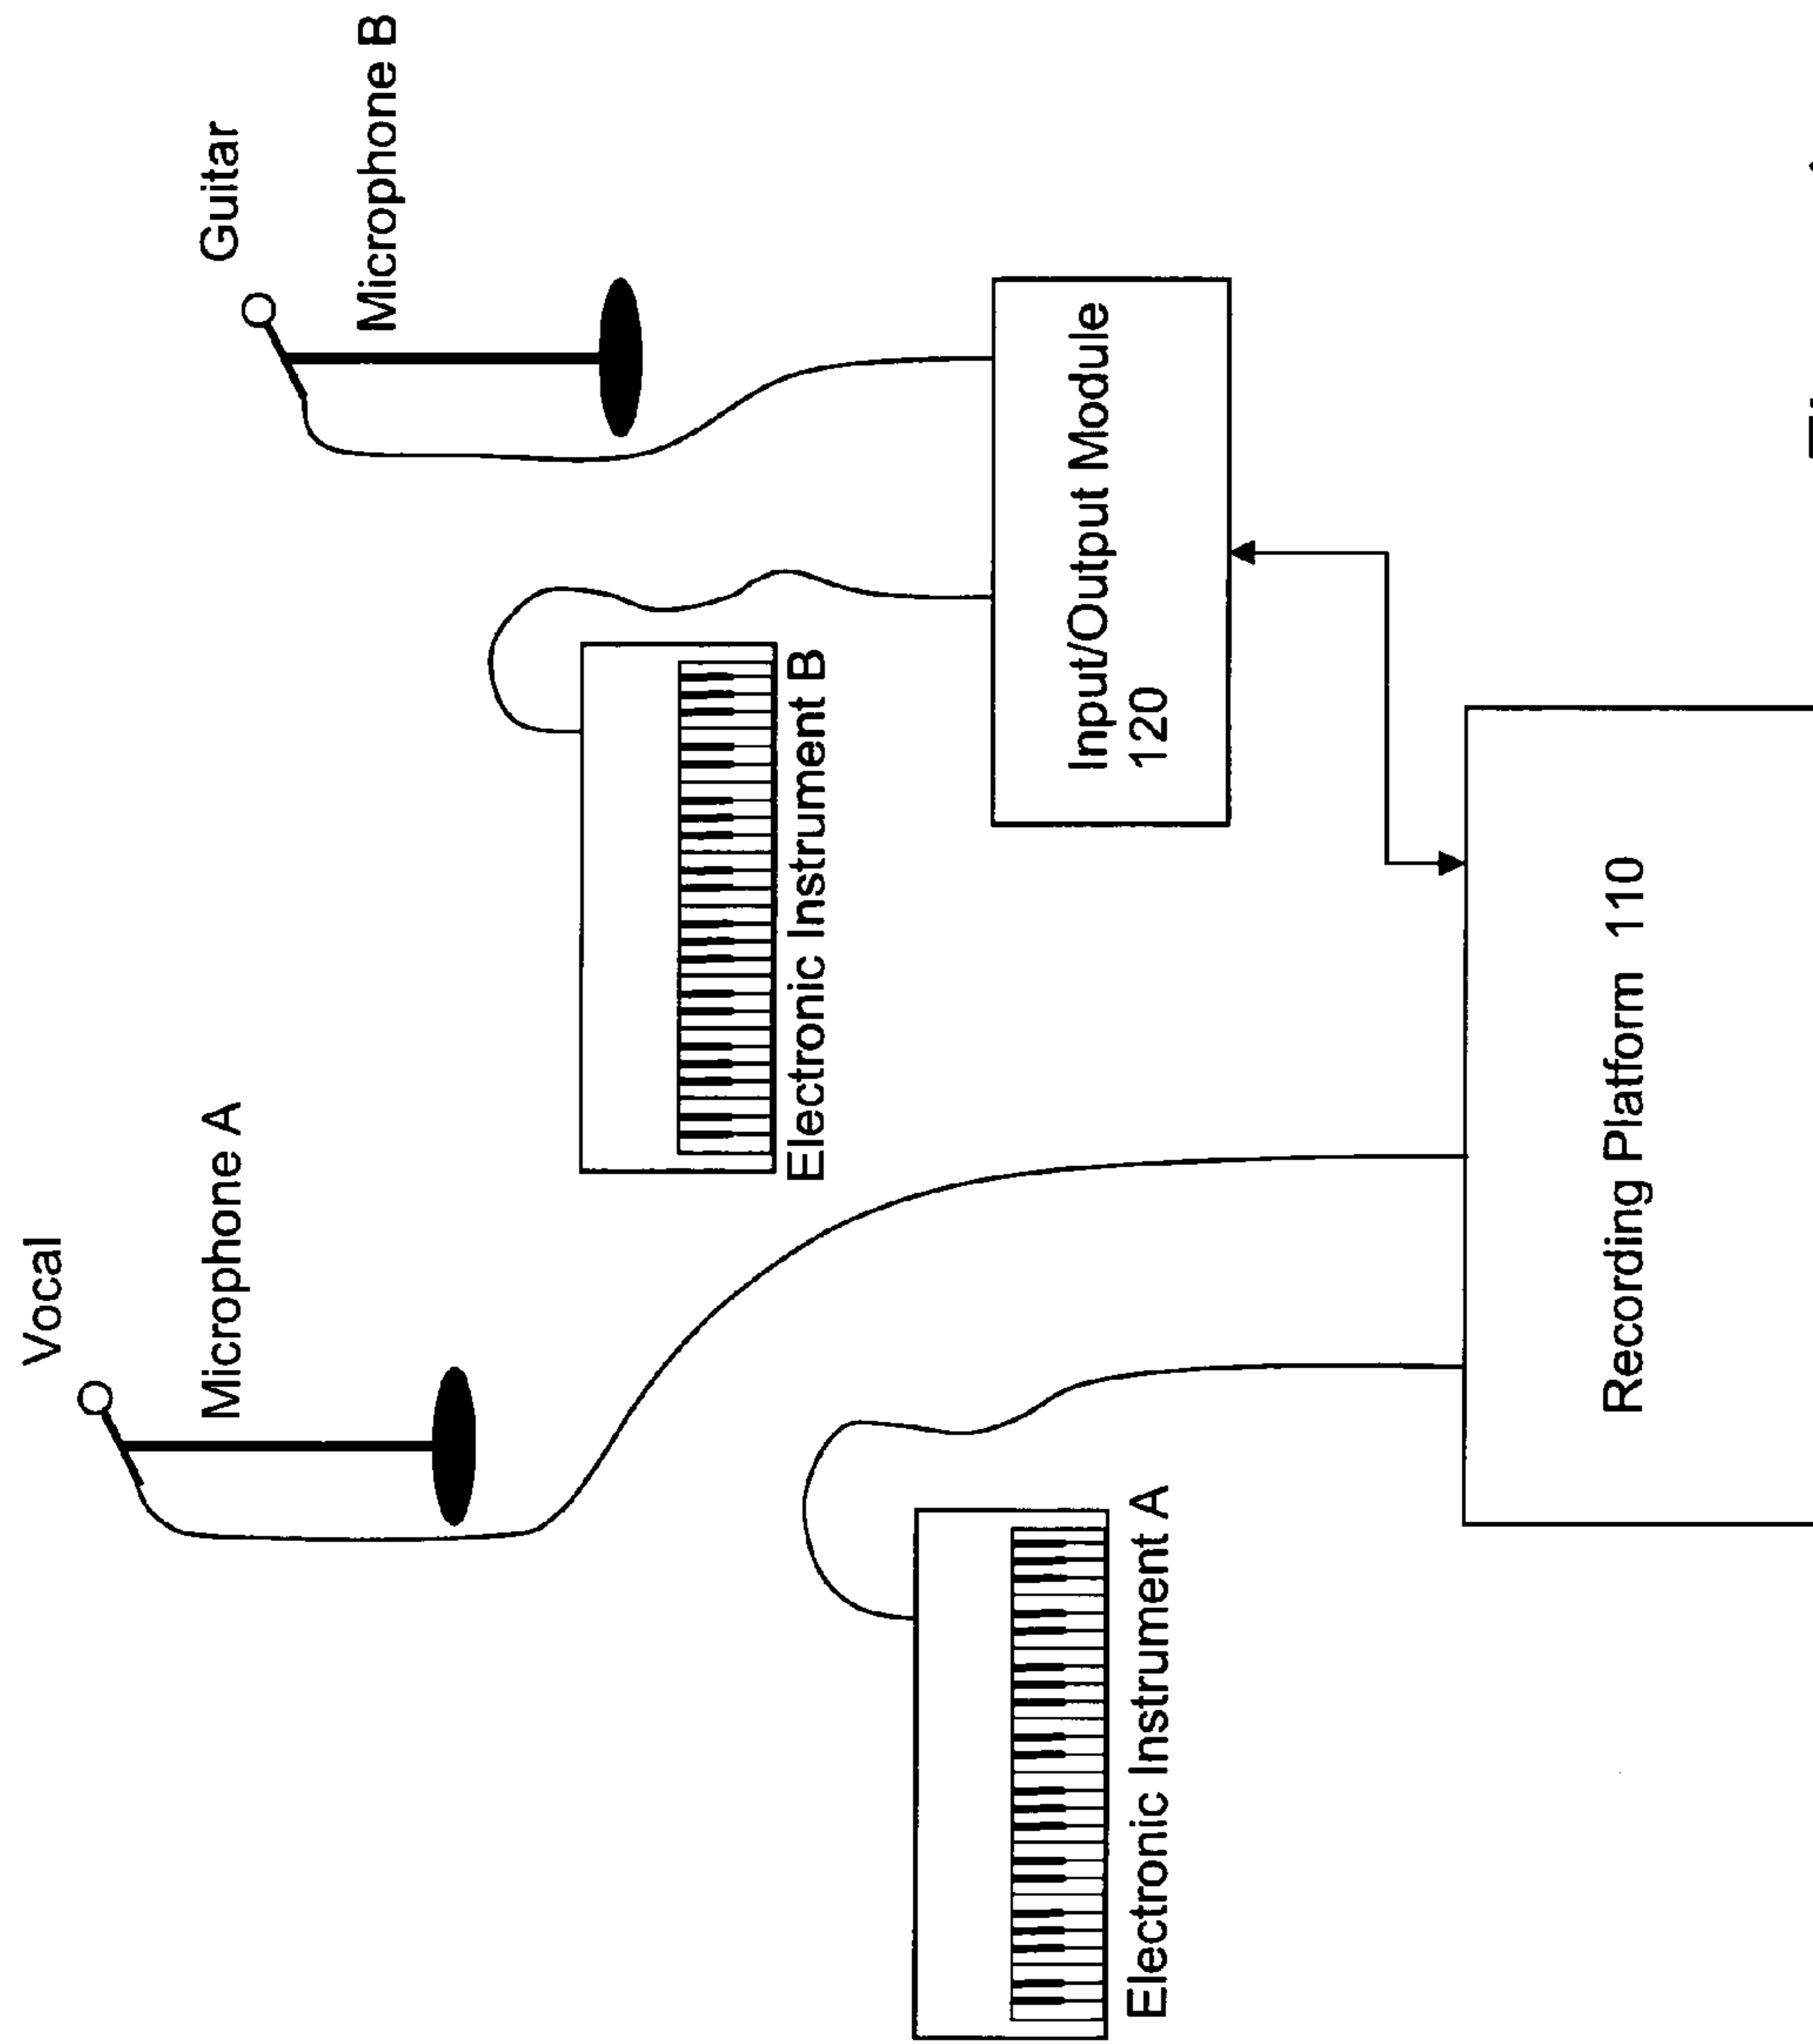 Vocal
Microphone A
Guitar
Microphone B
Electronic Instrument B
Electronic Instrument A
Input/Output Module
120
Recording Platform 110